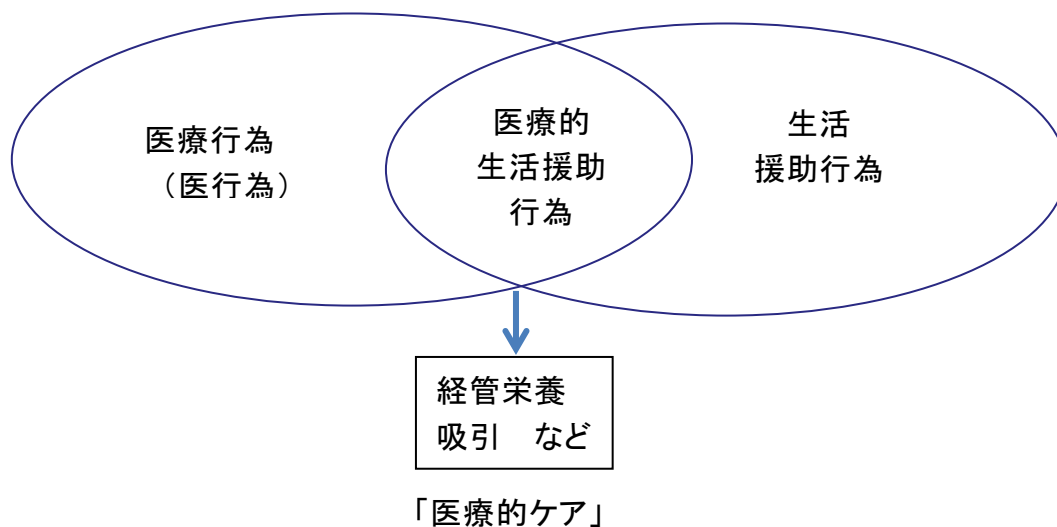 医療行為
（医行為）
医療的
生活援助
行為
生活
援助行為
経管栄養
吸引　など
「医療的ケア」